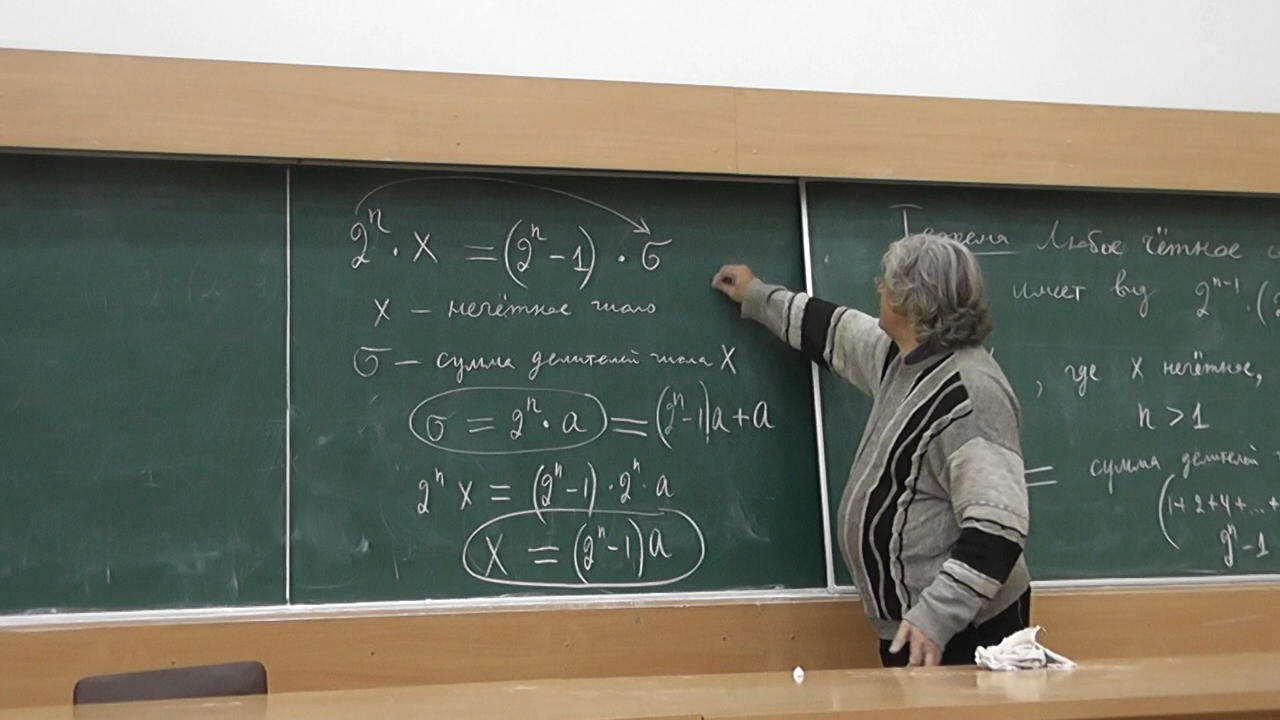 2ⁿ · X = (2ⁿ - 1) · σ
X — нечётное число
σ — сумма делителей числа X
σ = 2ⁿ · a = (2ⁿ-1)a + a
2ⁿ X = (2ⁿ-1) · 2ⁿ · a
X = (2ⁿ-1)a
Теорема Любое чётное
имеет вид 2ⁿ⁻¹ · (
, где X нечётное,
n > 1
= сумма делителей
(1+2+4+...+
2ⁿ-1